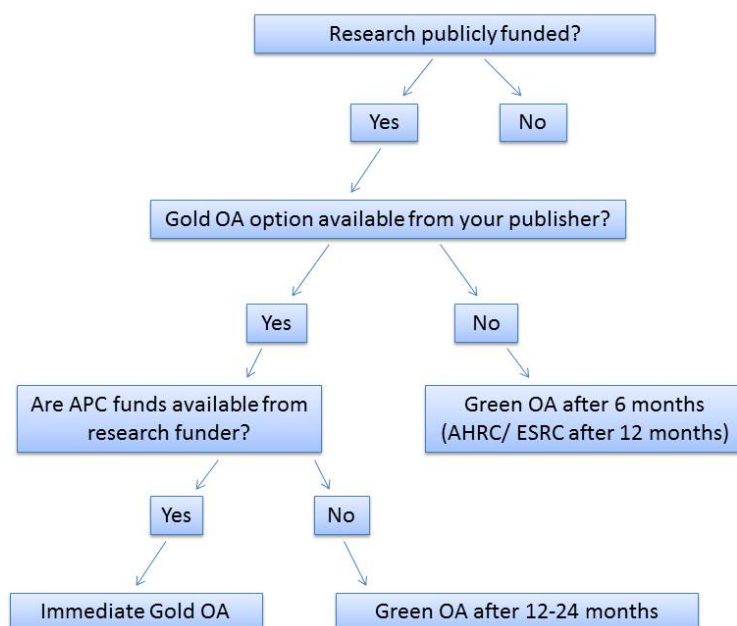 Research publicly funded?
Yes
No
Gold OA option available from your publisher?
Yes
No
Are APC funds available from
research funder?
Green OA after 6 months
(AHRC/ ESRC after 12 months)
Yes
No
Immediate Gold OA
Green OA after 12-24 months